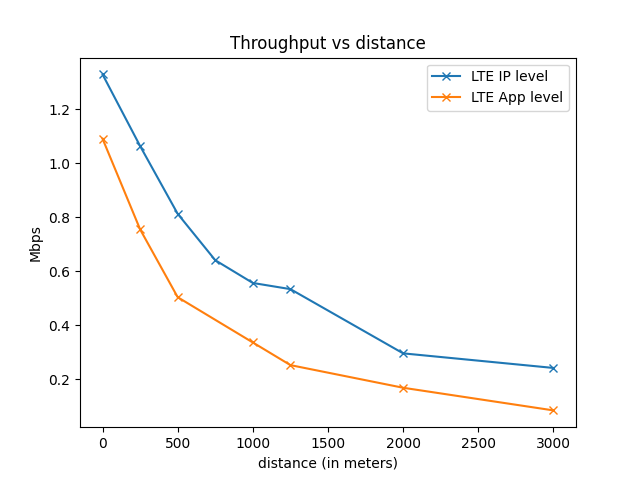 Throughput vs distance
LTE IP level
LTE App level
Mbps
1.2
1.0
0.8
0.6
0.4
0.2
0 500 1000 1500 2000 2500 3000
distance (in meters)